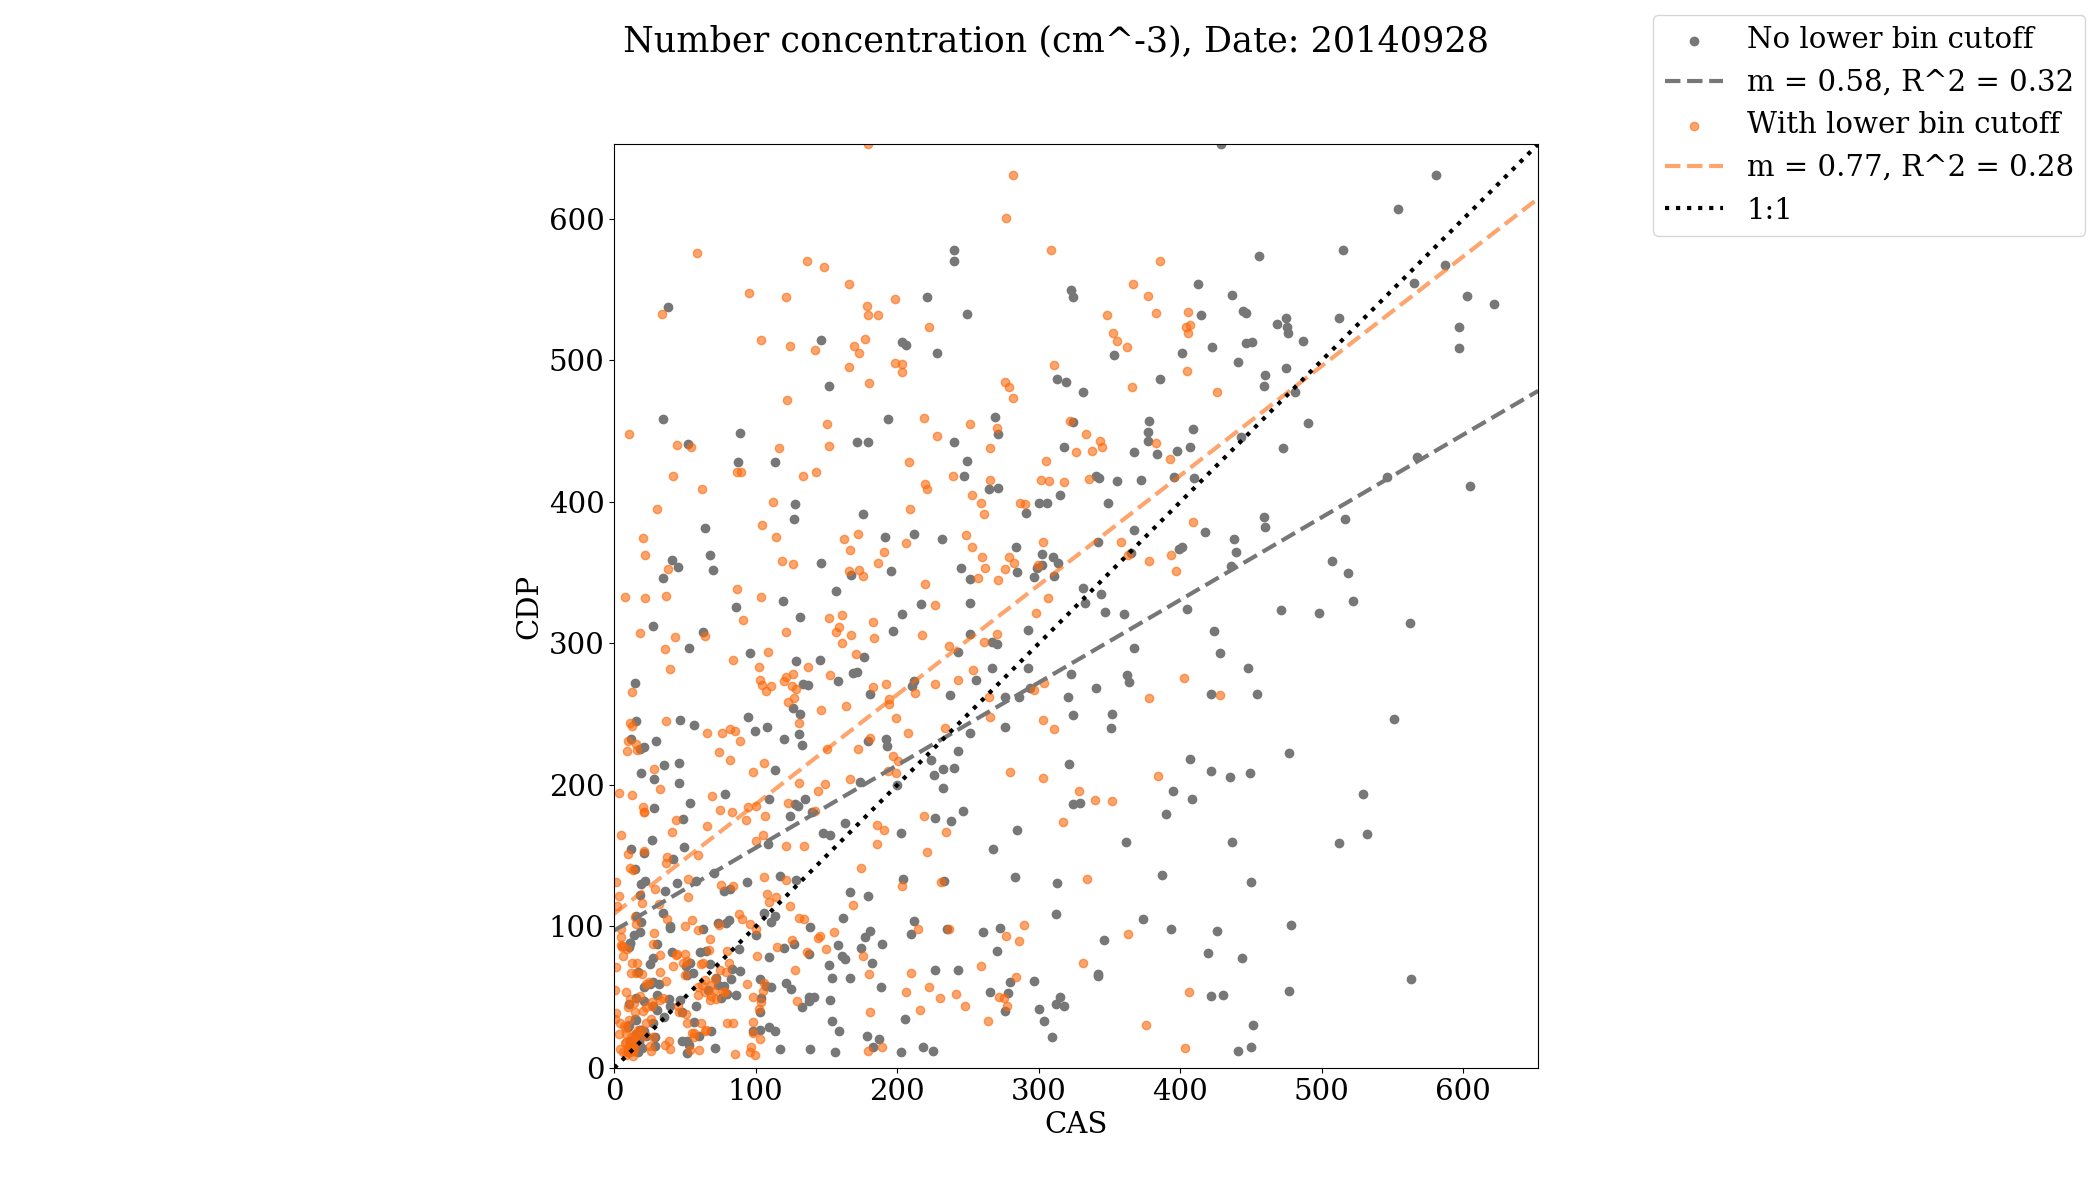 Number concentration (cm^-3), Date: 20140928
No lower bin cutoff
m = 0.58, R^2 = 0.32
With lower bin cutoff
m = 0.77, R^2 = 0.28
1:1
600
500
400
300
200
100
0
CDP
0 100 200 300 400 500 600
CAS